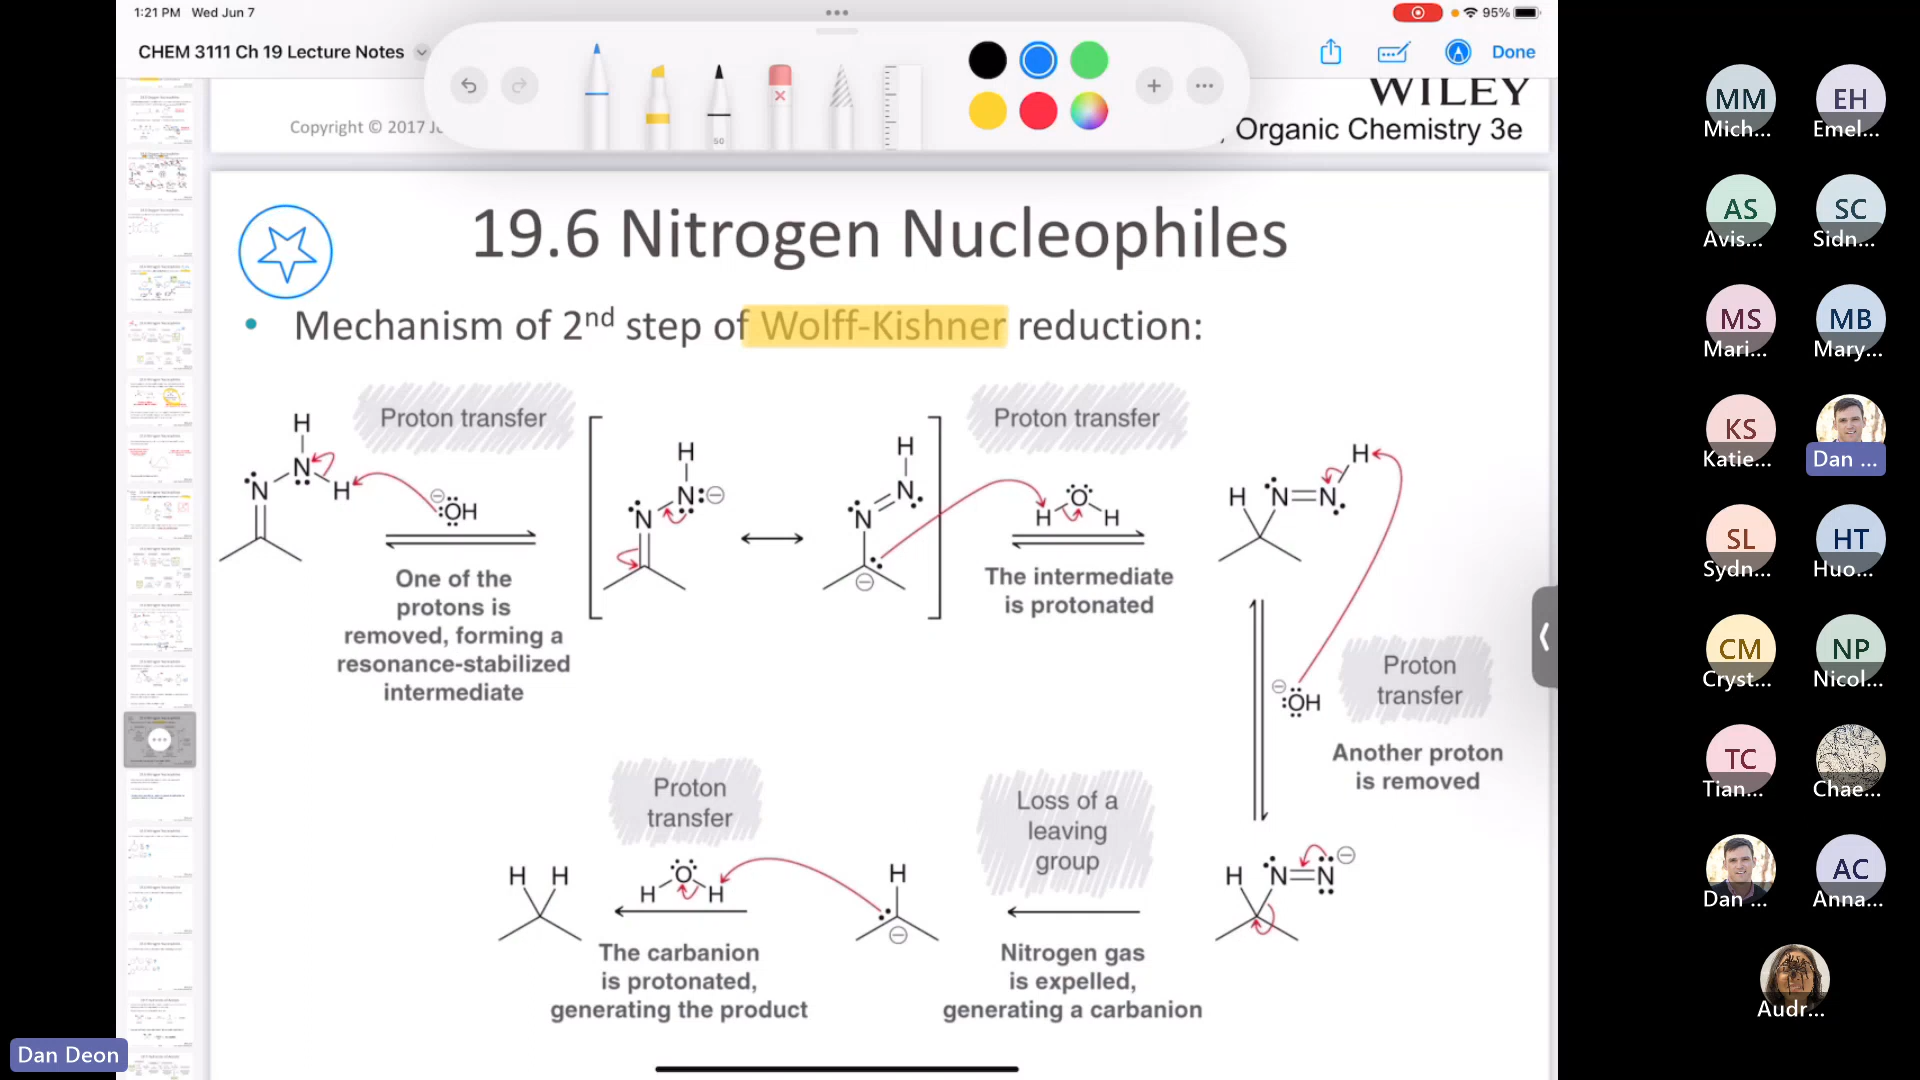 1:21 PM Wed Jun 7
95%
CHEM 3111 Ch 19 Lecture Notes
Done
50
WILEY
Copyright © 2017 J
Organic Chemistry 3e
19.6 Nitrogen Nucleophiles
• Mechanism of 2nd step of Wolff-Kishner reduction:
Proton transfer
Proton transfer
H
N
N
H
⊖:ÖH
H
N
N:⊖
H
N
N
⊖
O
H
H
H
H
N=N
One of the
protons is
removed, forming a
resonance-stabilized
intermediate
The intermediate
is protonated
⊖:ÖH
Proton
transfer
Another proton
is removed
H
N=N
⊖
Loss of a
leaving
group
Nitrogen gas
is expelled,
generating a carbanion
H
⊖
Proton
transfer
O
H
H
The carbanion
is protonated,
generating the product
H H
MM
Mich...
EH
Emel...
AS
Avis...
SC
Sidn...
MS
Mari...
MB
Mary...
KS
Katie...
Dan ...
SL
Sydn...
HT
Huo...
CM
Cryst...
NP
Nicol...
TC
Tian...
Chae...
Dan ...
AC
Anna...
Audr...
Dan Deon